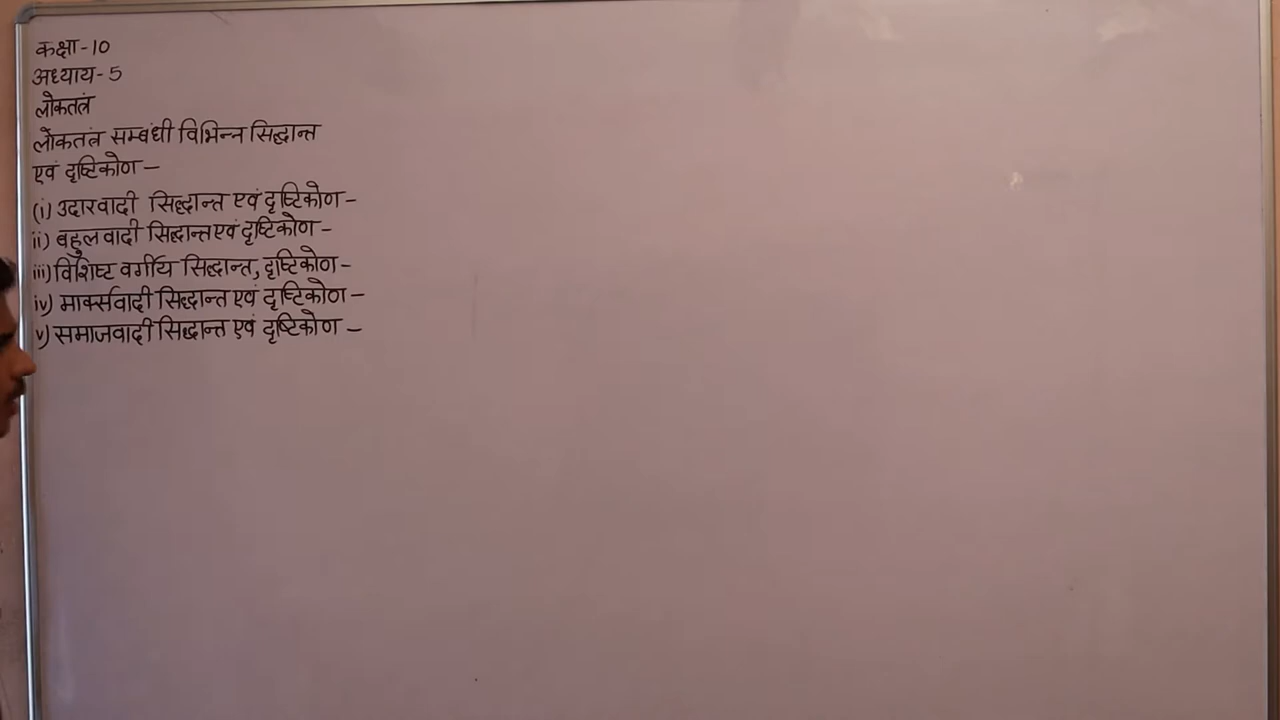 कक्षा-10
अध्याय-5
लोकतंत्र
लोकतंत्र सम्बंधी विभिन्न सिद्धान्त
एवं दृष्टिकोण –
(i) उदारवादी सिद्धान्त एवं दृष्टिकोण –
ii) बहुलवादी सिद्धान्त एवं दृष्टिकोण –
iii) विशिष्ट वर्गीय सिद्धान्त, दृष्टिकोण –
iv) मार्क्सवादी सिद्धान्त एवं दृष्टिकोण –
v) समाजवादी सिद्धान्त एवं दृष्टिकोण –